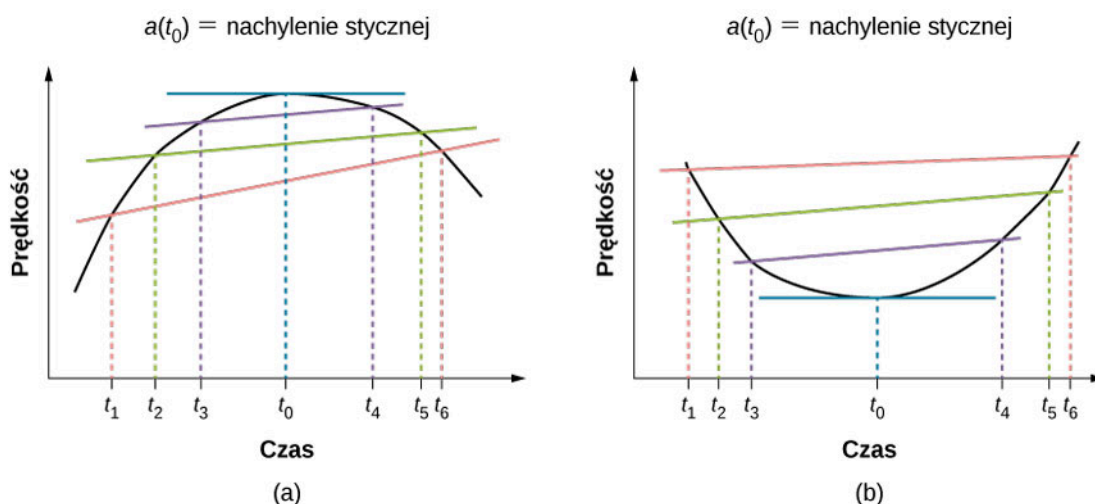 a(t₀) = nachylenie stycznej
Prędkość
t₁ t₂ t₃ t₀ t₄ t₅ t₆
Czas
(a)
a(t₀) = nachylenie stycznej
Prędkość
t₁ t₂ t₃ t₀ t₄ t₅ t₆
Czas
(b)